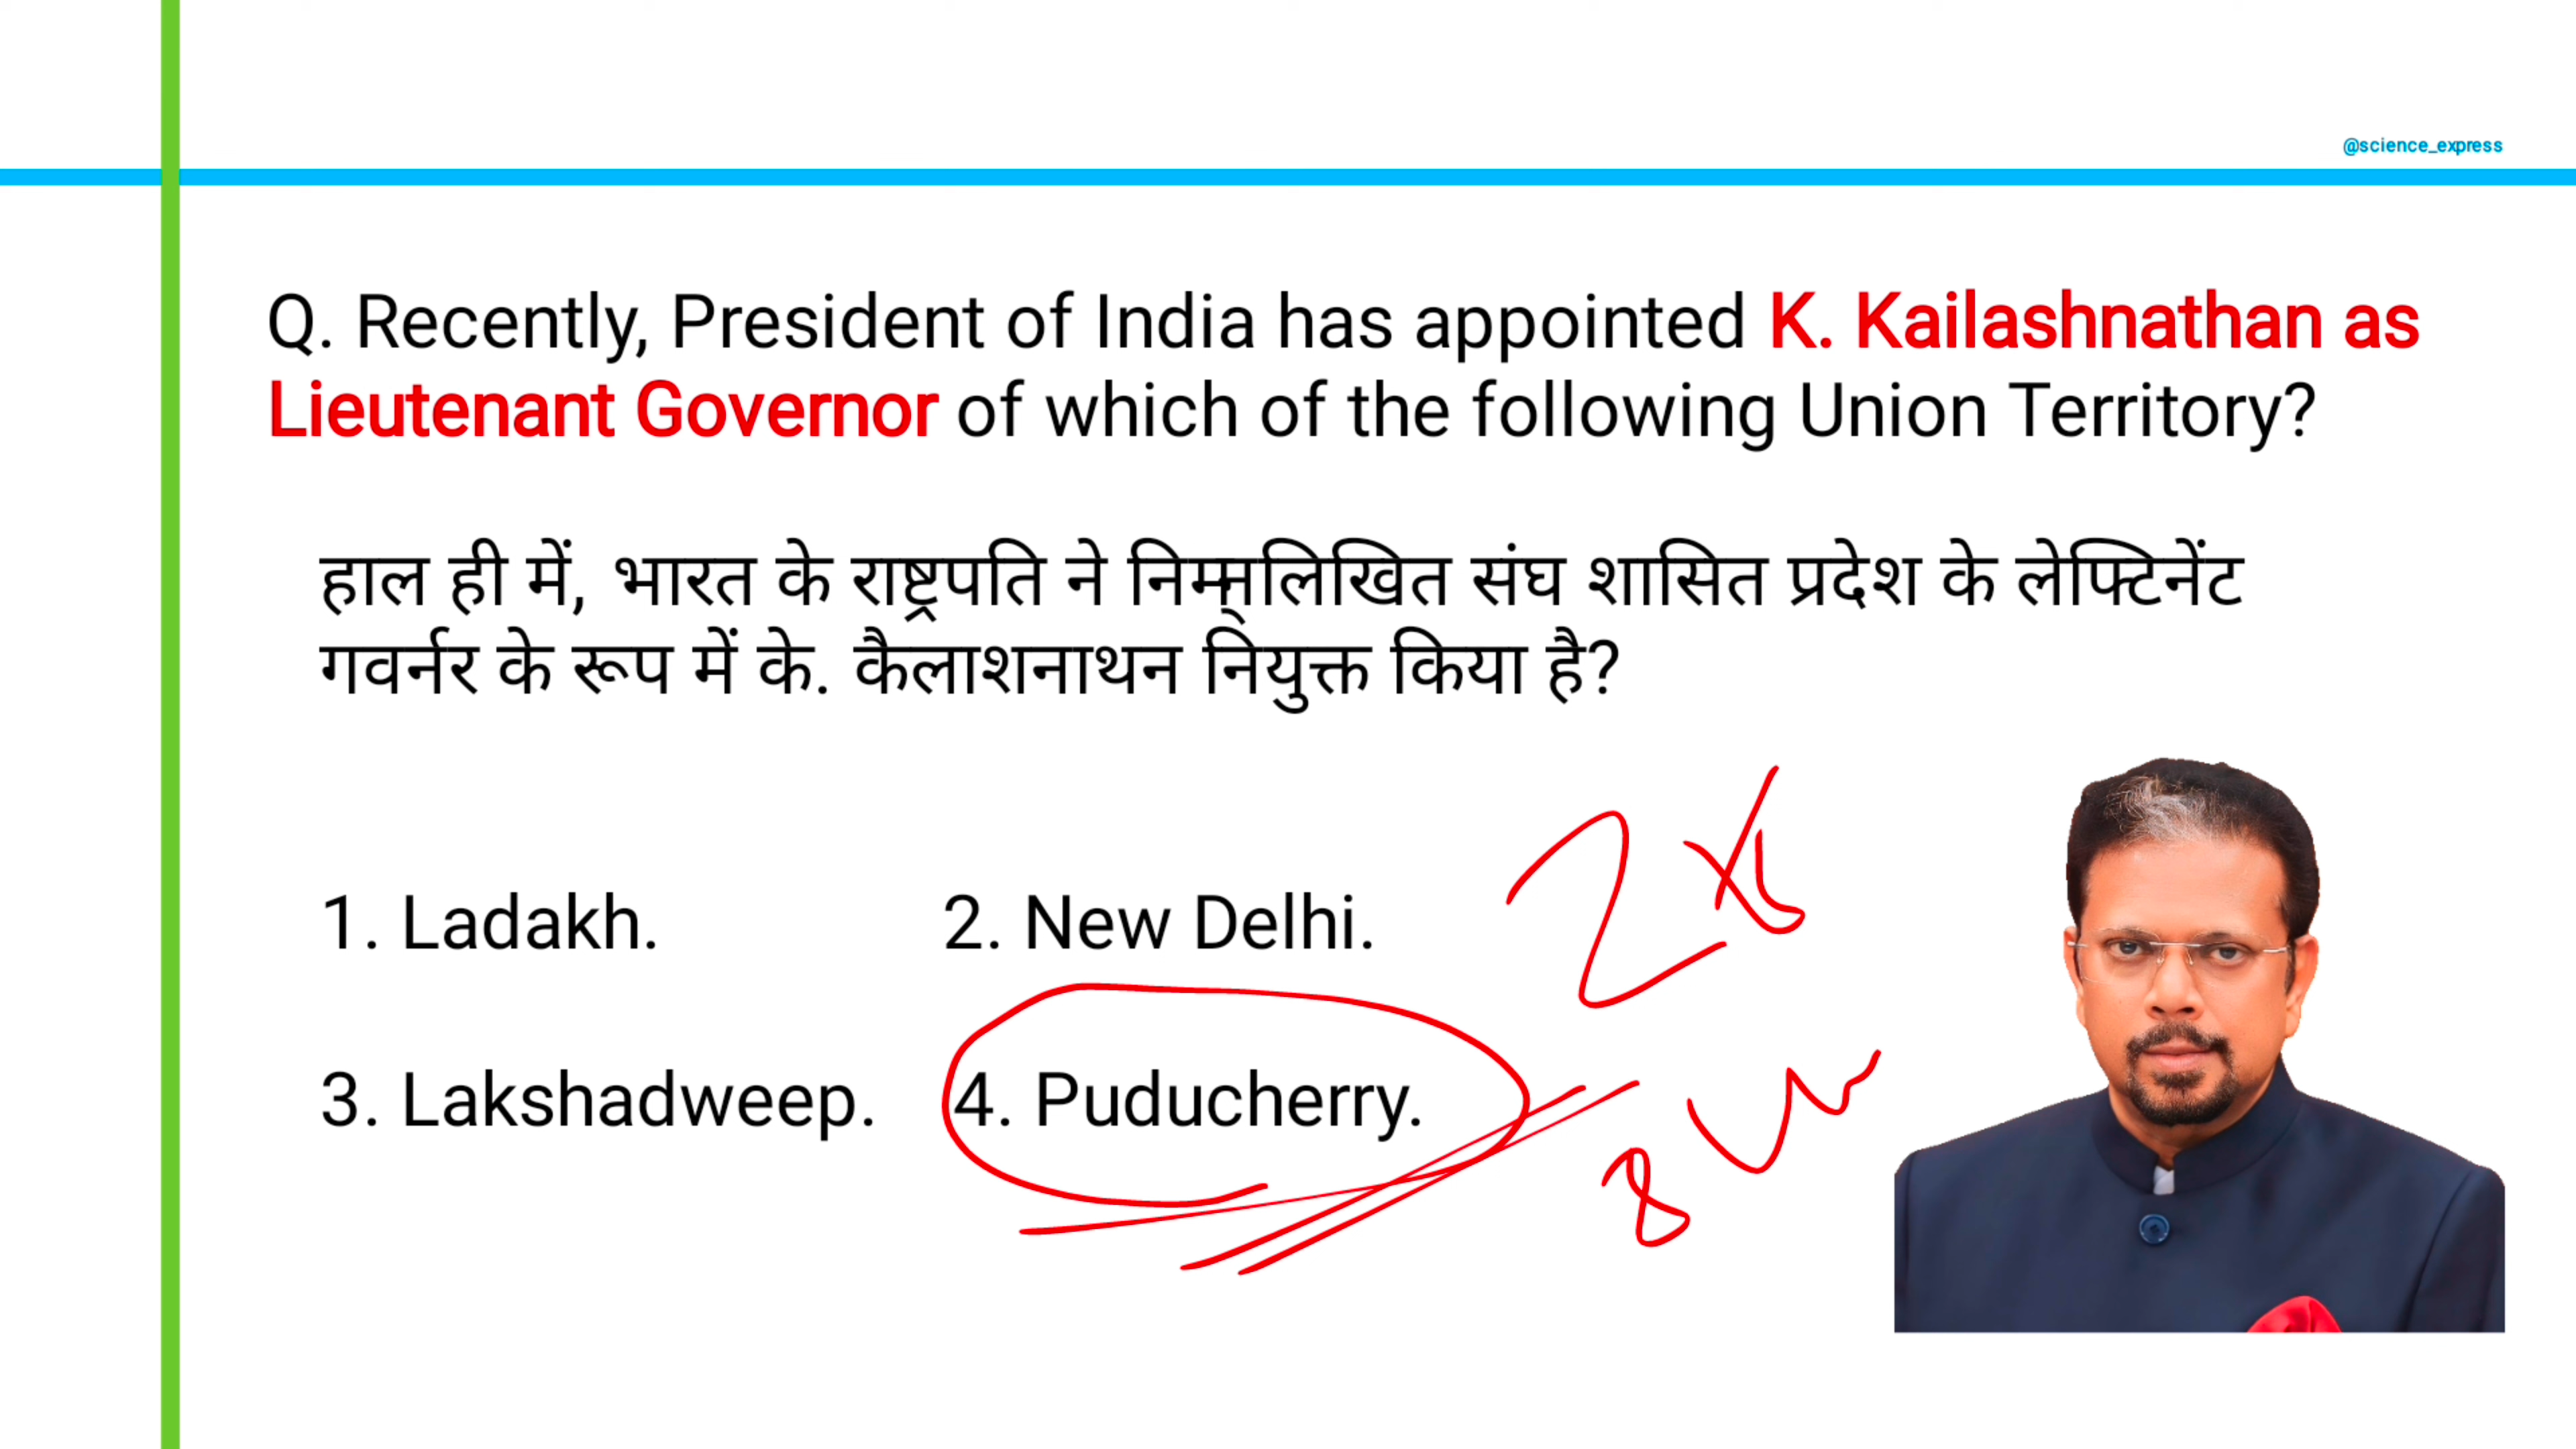 @science_express
Q. Recently, President of India has appointed K. Kailashnathan as
Lieutenant Governor of which of the following Union Territory?
हाल ही में, भारत के राष्ट्रपति ने निम्म्नलिखित संघ शासित प्रदेश के लेफ्टिनेंट
गवर्नर के रूप में के. कैलाशनाथन नियुक्त किया है?
1. Ladakh. 2. New Delhi.
3. Lakshadweep. 4. Puducherry.